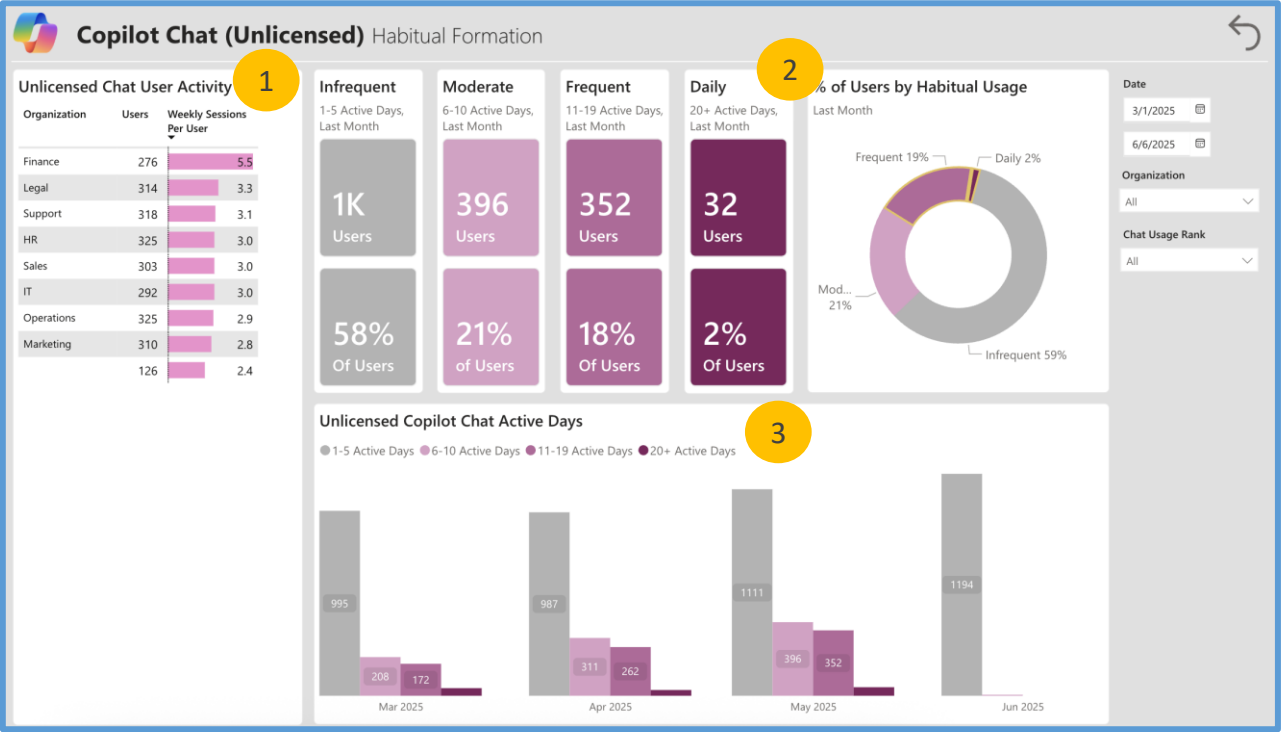 Copilot Chat (Unlicensed) Habitual Formation
Unlicensed Chat User Activity
1
Organization Users Weekly Sessions
Per User
Finance 276 5.5
Legal 314 3.3
Support 318 3.1
HR 325 3.0
Sales 303 3.0
IT 292 3.0
Operations 325 2.9
Marketing 310 2.8
126 2.4
Infrequent
1-5 Active Days,
Last Month
1K
Users
58%
Of Users
Moderate
6-10 Active Days,
Last Month
396
Users
21%
of Users
Frequent
11-19 Active Days,
Last Month
352
Users
18%
Of Users
Daily
20+ Active Days,
Last Month
32
Users
2%
Of Users
2
% of Users by Habitual Usage
Last Month
Frequent 19%
Daily 2%
Mod...
21%
Infrequent 59%
Unlicensed Copilot Chat Active Days
3
1-5 Active Days 6-10 Active Days 11-19 Active Days 20+ Active Days
995 208 172
987 311 262
1111 396 352
1194
Mar 2025 Apr 2025 May 2025 Jun 2025
Date
3/1/2025
6/6/2025
Organization
All
Chat Usage Rank
All